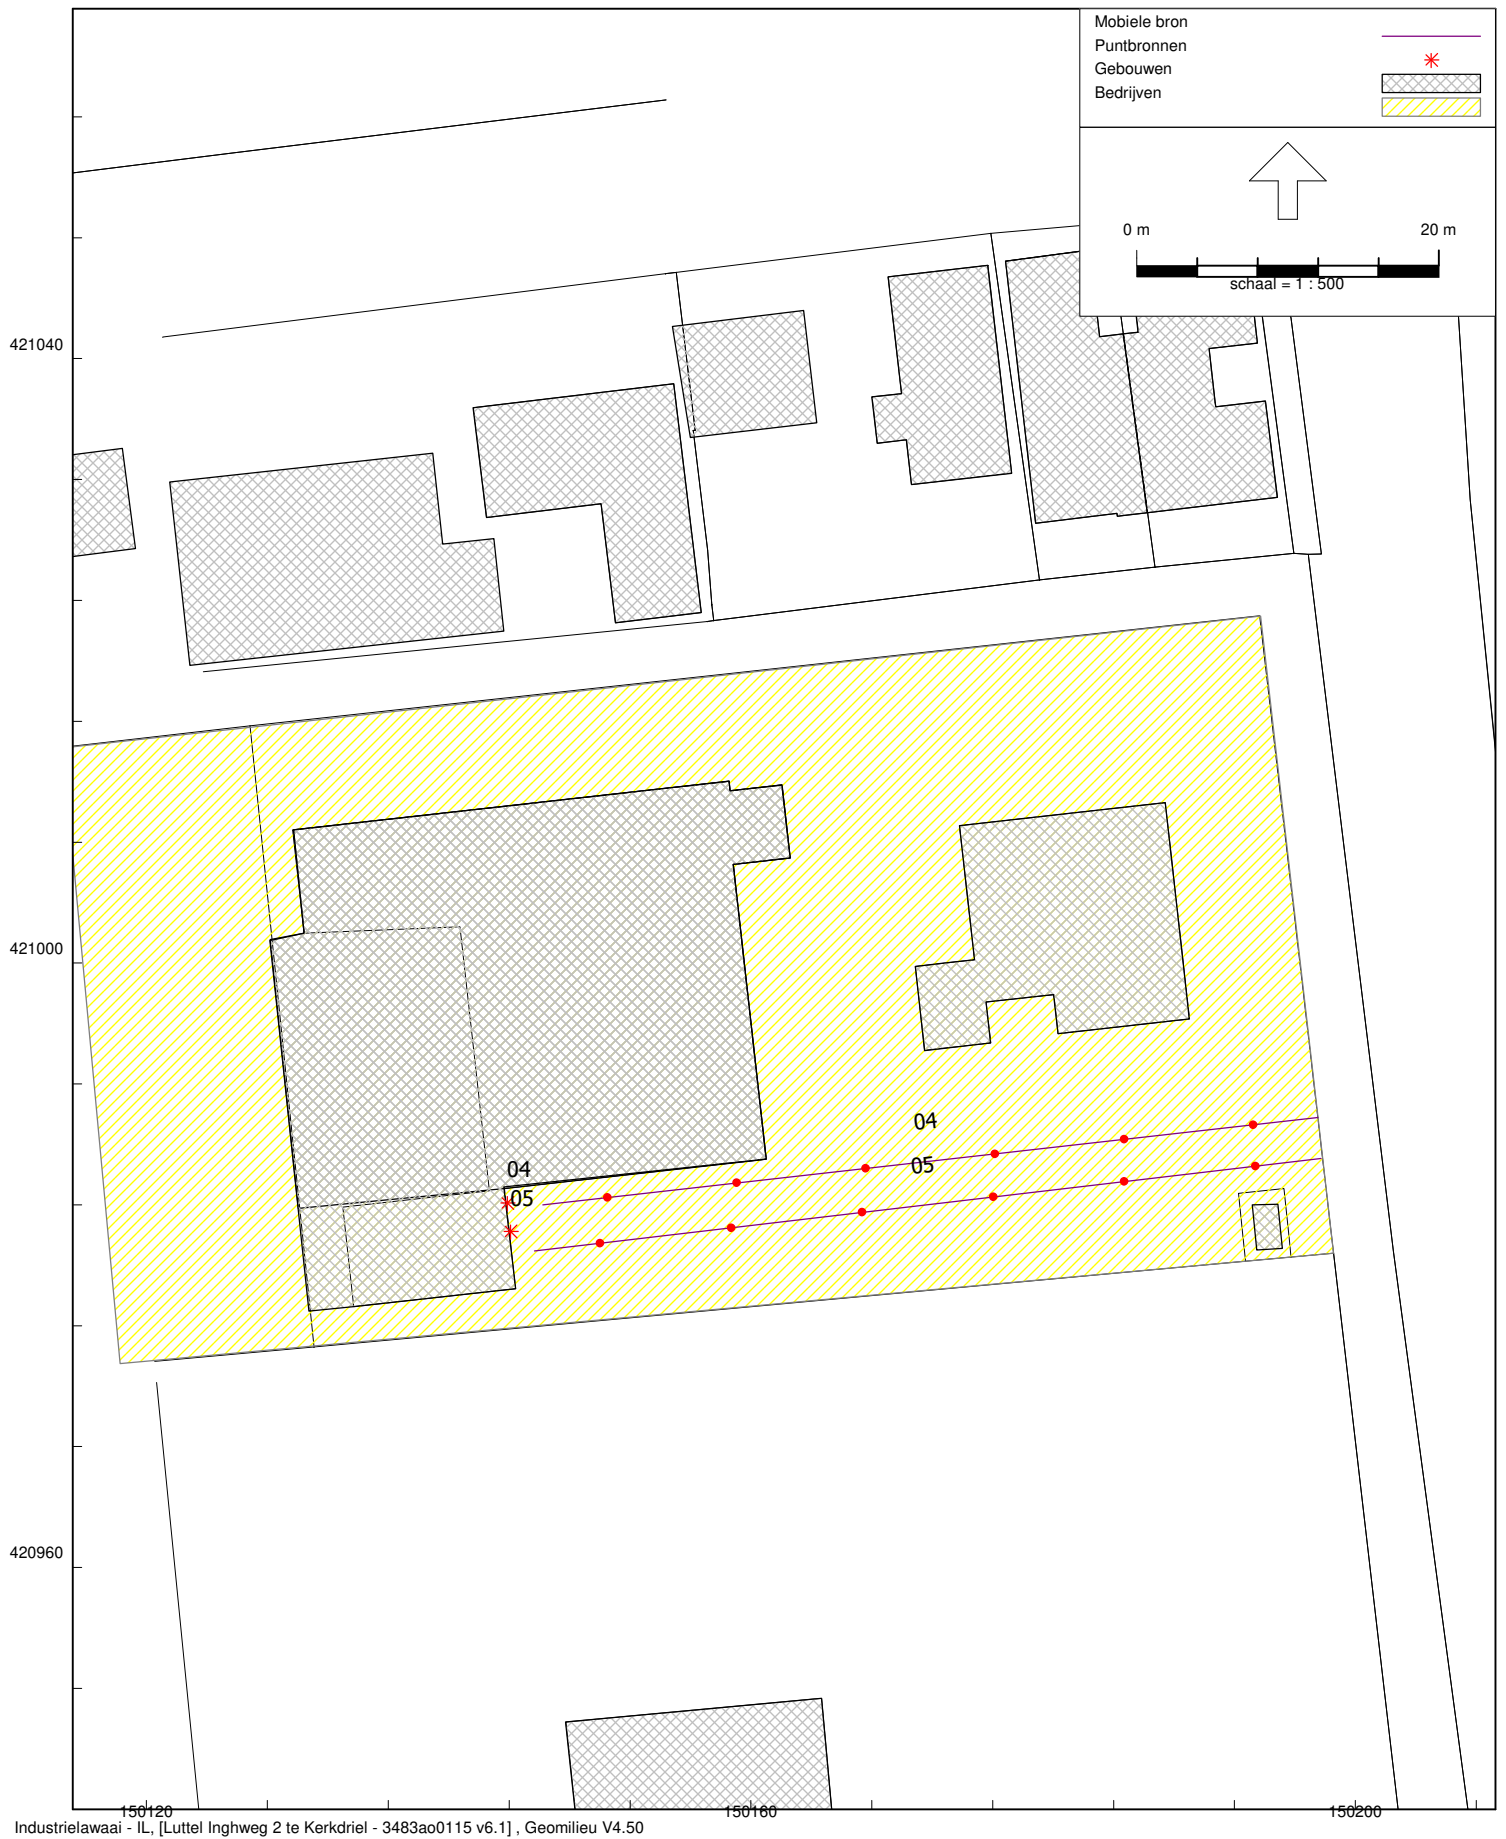 Mobiele bron
Puntbronnen
Gebouwen
Bedrijven
0 m 20 m
schaal = 1 : 500
421040
421000
04
05
04
05
420960
150120 150160 150200
Industrielawaai - IL, [Luttel Inghweg 2 te Kerkdriel - 3483ao0115 v6.1] , Geomilieu V4.50